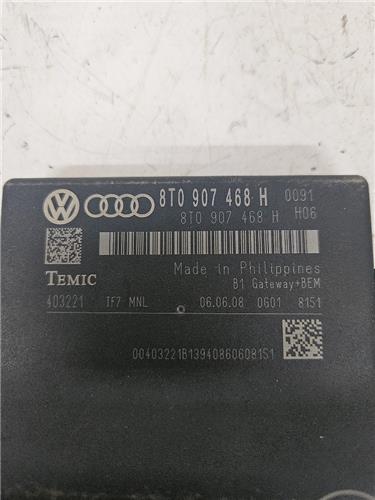 8T0 907 468 H 0091
8T0 907 468 H H06
TEMIC
Made in Philippines
B1 Gateway+BEM
403221 IF7 MNL 06.06.08 0601 8151
00403221B13940860608151